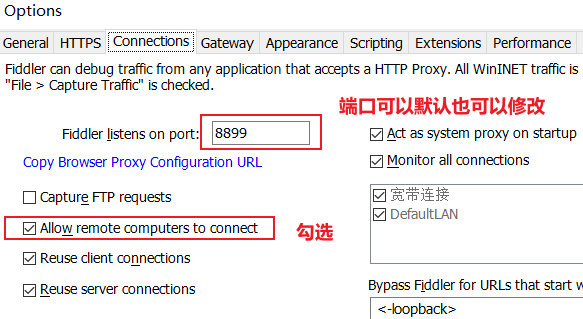 Options
General HTTPS Connections Gateway Appearance Scripting Extensions Performance
Fiddler can debug traffic from any application that accepts a HTTP Proxy. All WinINET traffic is
"File > Capture Traffic" is checked.
端口可以默认也可以修改
Fiddler listens on port: 8899
Act as system proxy on startup
Copy Browser Proxy Configuration URL
Monitor all connections
Capture FTP requests
宽带连接
DefaultLAN
Allow remote computers to connect
勾选
Reuse client connections
Reuse server connections
Bypass Fiddler for URLs that start w
<-loopback>